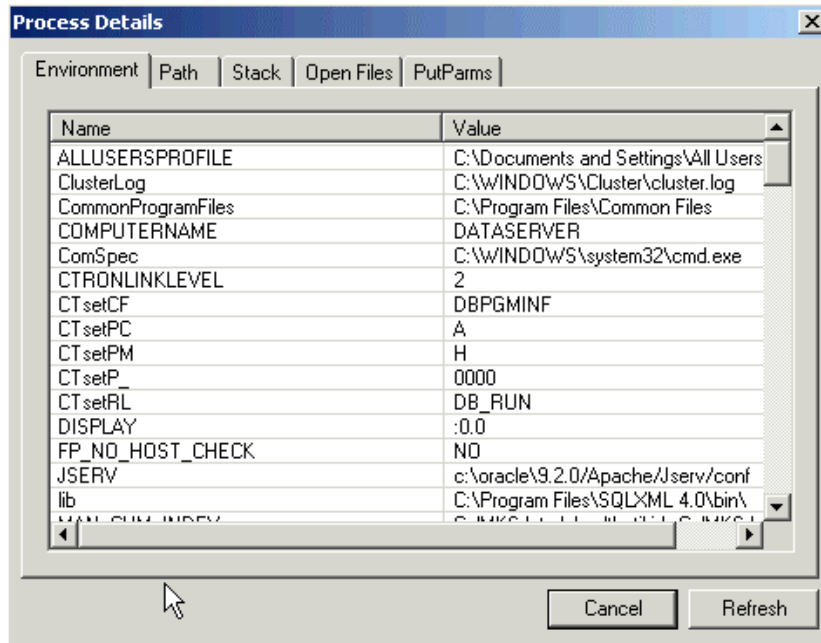 Process Details
Environment Path Stack Open Files PutParms
Name Value
ALLUSERSPROFILE C:\Documents and Settings\All Users
ClusterLog C:\WINDOWS\Cluster\cluster.log
CommonProgramFiles C:\Program Files\Common Files
COMPUTERNAME DATASERVER
ComSpec C:\WINDOWS\system32\cmd.exe
CTRONLINKLEVEL 2
CTsetCF DBPGMINF
CTsetPC A
CTsetPM H
CTsetP_ 0000
CTsetRL DB_RUN
DISPLAY :0.0
FP_NO_HOST_CHECK NO
JSERV c:\oracle\9.2.0/Apache/Jserv/conf
lib C:\Program Files\SQLXML 4.0\bin\
Cancel Refresh